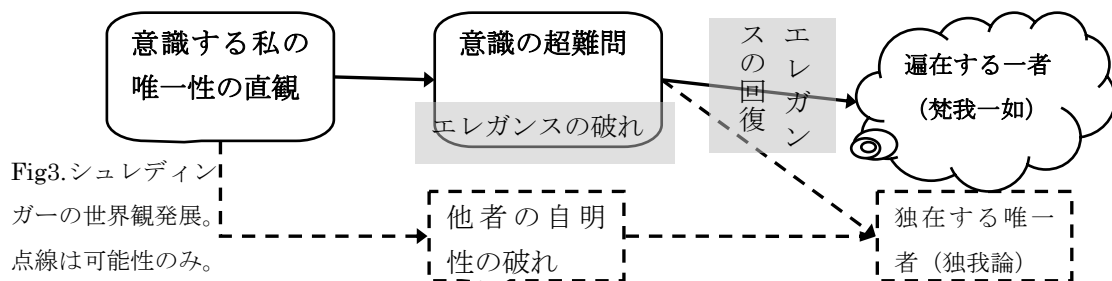 意識する私の
唯一性の直観
意識の超難問
エレガンスの破れ
エレガン
スの回復
遍在する一者
（梵我一如）
Fig3.シュレディン
ガーの世界観発展。
点線は可能性のみ。
他者の自明
性の破れ
独在する唯一
者（独我論）